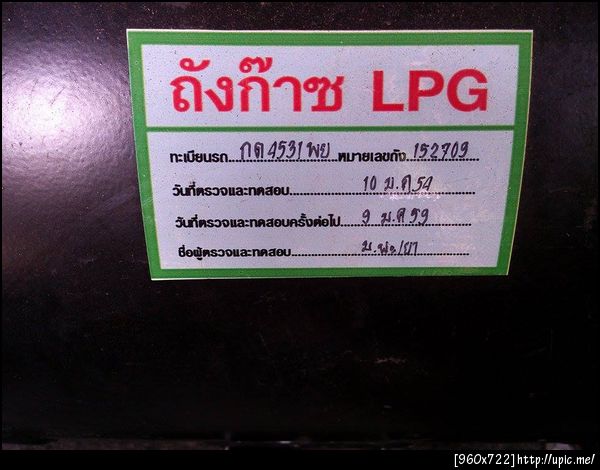 ถังก๊าซ LPG
ทะเบียนรถ กด 4531 พย หมายเลขถัง 152709
วันที่ตรวจและทดสอบ 10 ม.ค 54
วันที่ตรวจและทดสอบครั้งต่อไป 9 ม.ค 59
ชื่อผู้ตรวจและทดสอบ
[960x722]http://upic.me/